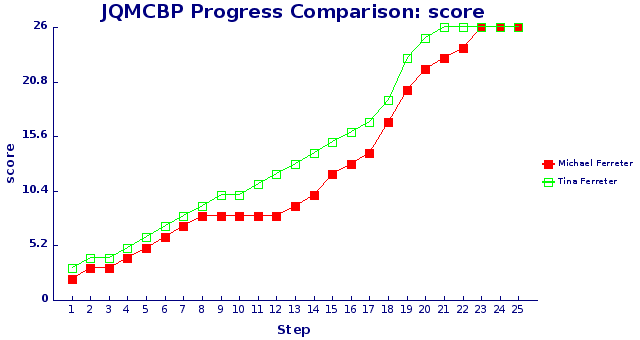 JQMCBP Progress Comparison: score
26
20.8
15.6
10.4
5.2
0
score
1 2 3 4 5 6 7 8 9 10 11 12 13 14 15 16 17 18 19 20 21 22 23 24 25
Step
Michael Ferreter
Tina Ferreter